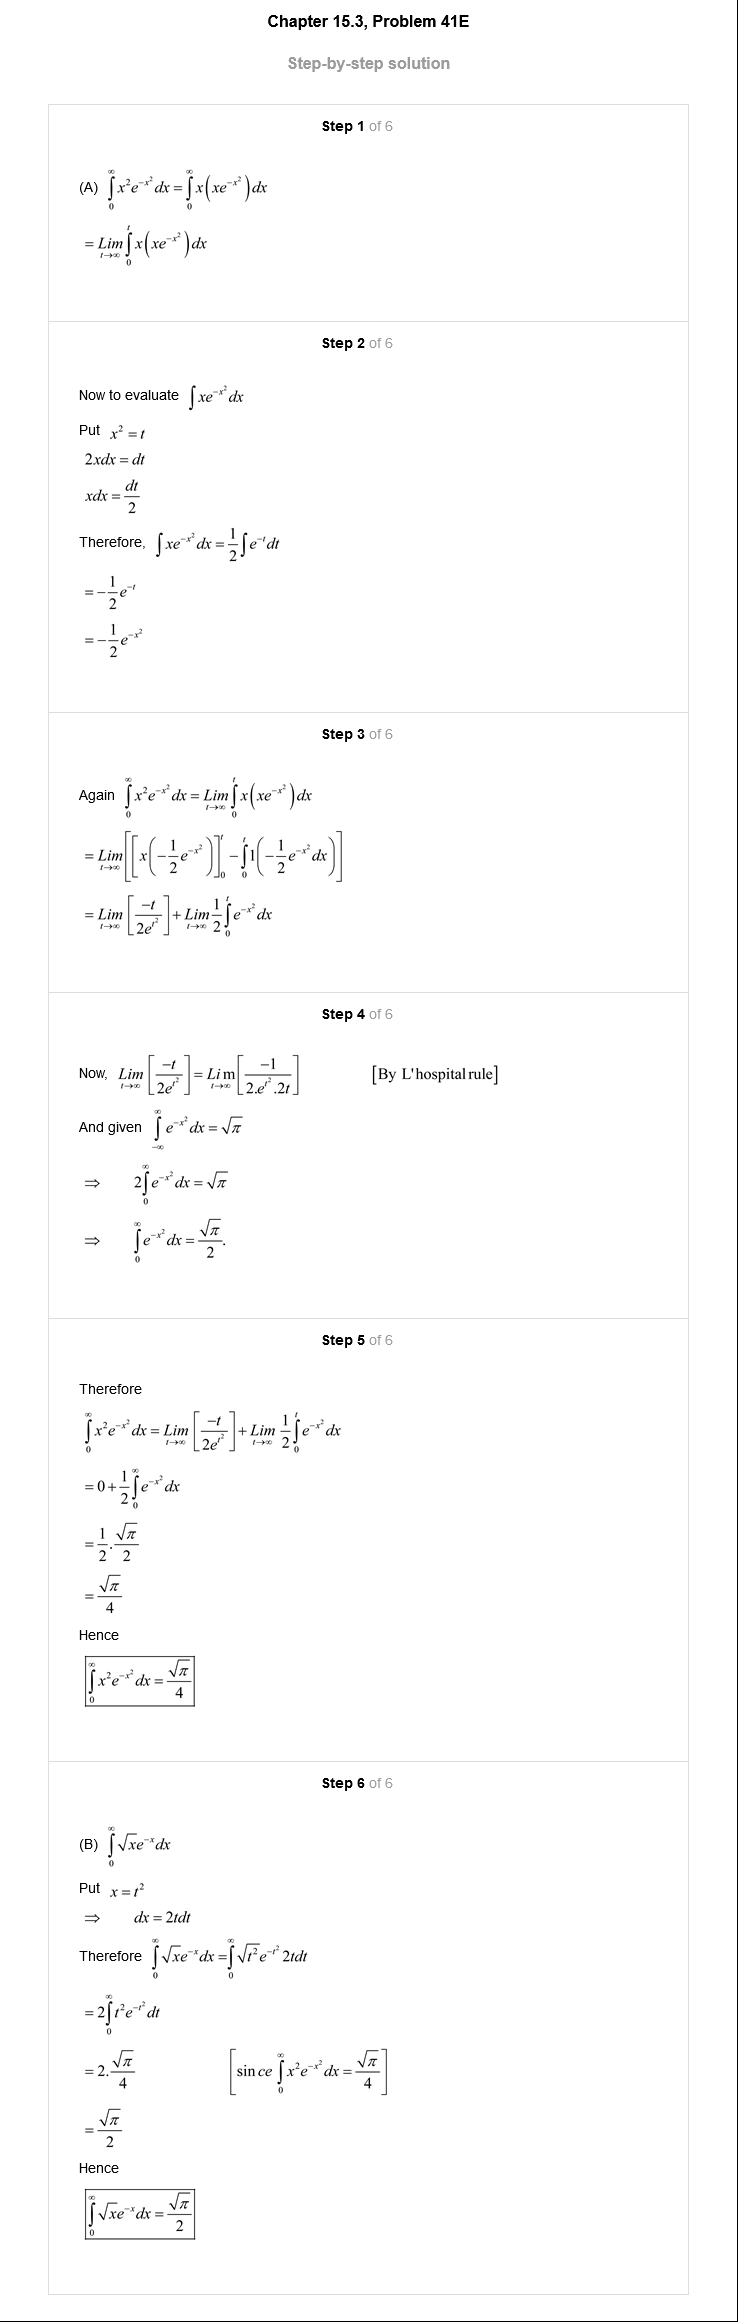 Chapter 15.3, Problem 41E
Step-by-step solution
Step 1 of 6
(A) $\int_0^\infty x^2 e^{-x^2} dx = \int_0^\infty x\left(xe^{-x^2}\right) dx$
$= \underset{t \to \infty}{Lim} \int_0^t x\left(xe^{-x^2}\right) dx$
Step 2 of 6
Now to evaluate $\int xe^{-x^2} dx$
Put $x^2 = t$
$2xdx = dt$
$xdx = \frac{dt}{2}$
Therefore, $\int xe^{-x^2} dx = \frac{1}{2} \int e^{-t} dt$
$= -\frac{1}{2} e^{-t}$
$= -\frac{1}{2} e^{-x^2}$
Step 3 of 6
Again $\int_0^\infty x^2 e^{-x^2} dx = \underset{t \to \infty}{Lim} \int_0^t x\left(xe^{-x^2}\right) dx$
$= \underset{t \to \infty}{Lim} \left[ \left[ x\left(-\frac{1}{2} e^{-x^2}\right) \right]_0^t - \int_0^t 1\left(-\frac{1}{2} e^{-x^2} dx\right) \right]$
$= \underset{t \to \infty}{Lim} \left[ \frac{-t}{2e^{t^2}} \right] + \underset{t \to \infty}{Lim} \frac{1}{2} \int_0^t e^{-x^2} dx$
Step 4 of 6
Now, $\underset{t \to \infty}{Lim} \left[ \frac{-t}{2e^{t^2}} \right] = \underset{t \to \infty}{Lim} \left[ \frac{-1}{2.e^{t^2}.2t} \right]$ [By L'hospital rule]
And given $\int_{-\infty}^\infty e^{-x^2} dx = \sqrt{\pi}$
$\Rightarrow 2\int_0^\infty e^{-x^2} dx = \sqrt{\pi}$
$\Rightarrow \int_0^\infty e^{-x^2} dx = \frac{\sqrt{\pi}}{2}.$
Step 5 of 6
Therefore
$\int_0^\infty x^2 e^{-x^2} dx = \underset{t \to \infty}{Lim} \left[ \frac{-t}{2e^{t^2}} \right] + \underset{t \to \infty}{Lim} \frac{1}{2} \int_0^t e^{-x^2} dx$
$= 0 + \frac{1}{2} \int_0^\infty e^{-x^2} dx$
$= \frac{1}{2} . \frac{\sqrt{\pi}}{2}$
$= \frac{\sqrt{\pi}}{4}$
Hence
$\int_0^\infty x^2 e^{-x^2} dx = \frac{\sqrt{\pi}}{4}$
Step 6 of 6
(B) $\int_0^\infty \sqrt{x} e^{-x} dx$
Put $x = t^2$
$\Rightarrow dx = 2tdt$
Therefore $\int_0^\infty \sqrt{x} e^{-x} dx = \int_0^\infty \sqrt{t^2} e^{-t^2} 2tdt$
$= 2\int_0^\infty t^2 e^{-t^2} dt$
$= 2.\frac{\sqrt{\pi}}{4}$ $\left[ \text{sin} ce \int_0^\infty x^2 e^{-x^2} dx = \frac{\sqrt{\pi}}{4} \right]$
$= \frac{\sqrt{\pi}}{2}$
Hence
$\int_0^\infty \sqrt{x} e^{-x} dx = \frac{\sqrt{\pi}}{2}$